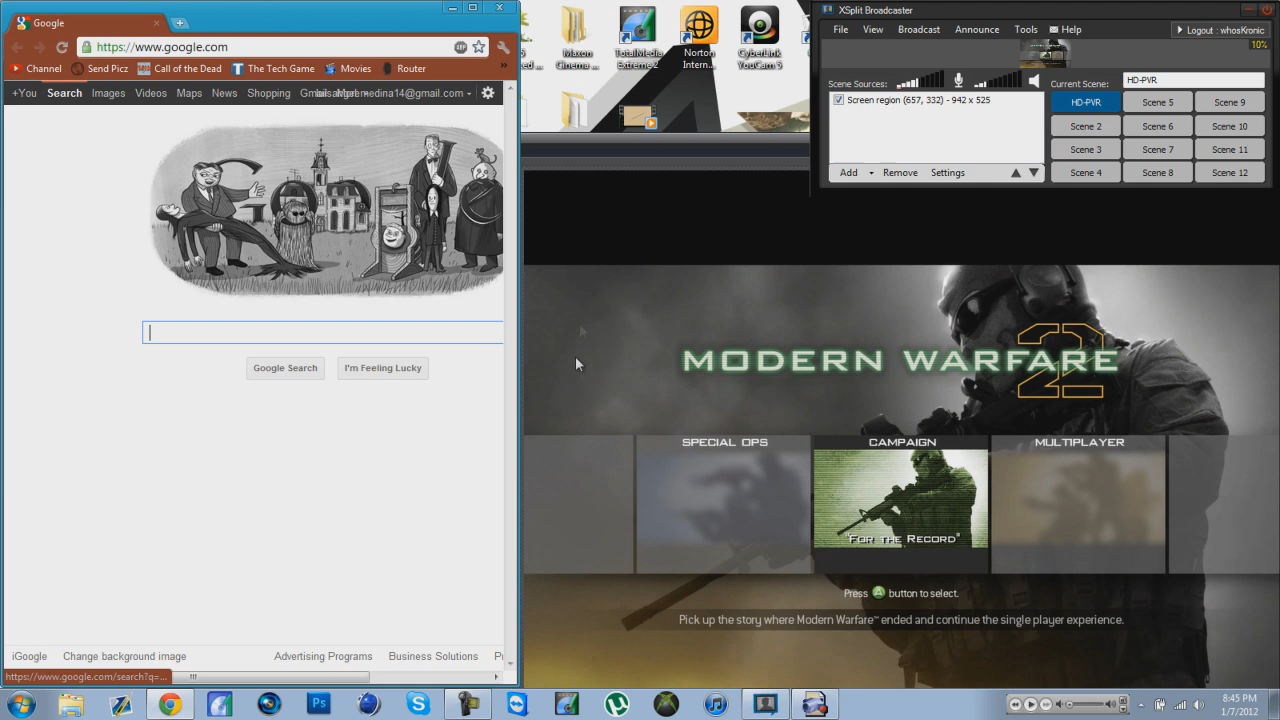 Google
https://www.google.com
Channel
Send Picz
Call of the Dead
The Tech Game
Movies
Router
»
+You Search Images Videos Maps News Shopping
medina14@gmail.com
Google Search
I'm Feeling Lucky
iGoogle Change background image Advertising Programs Business Solutions
https://www.google.com/search?q=...
Maxon
Cinema ...
TotalMedia
Extreme 2
Norton
Intern...
CyberLink
YouCam 5
XSplit Broadcaster
File View Broadcast Announce Tools Help
Logout : whosKronic
10%
Scene Sources:
Current Scene:
HD-PVR
Screen region (657, 332) - 942 x 525
HD-PVR Scene 5 Scene 9
Scene 2 Scene 6 Scene 10
Scene 3 Scene 7 Scene 11
Scene 4 Scene 8 Scene 12
Add Remove Settings
MODERN WARFARE
2
SPECIAL OPS
CAMPAIGN
MULTIPLAYER
"FOR THE RECORD"
Press A button to select.
Pick up the story where Modern Warfare™ ended and continue the single player experience.
Ps
8:45 PM
1/7/2012